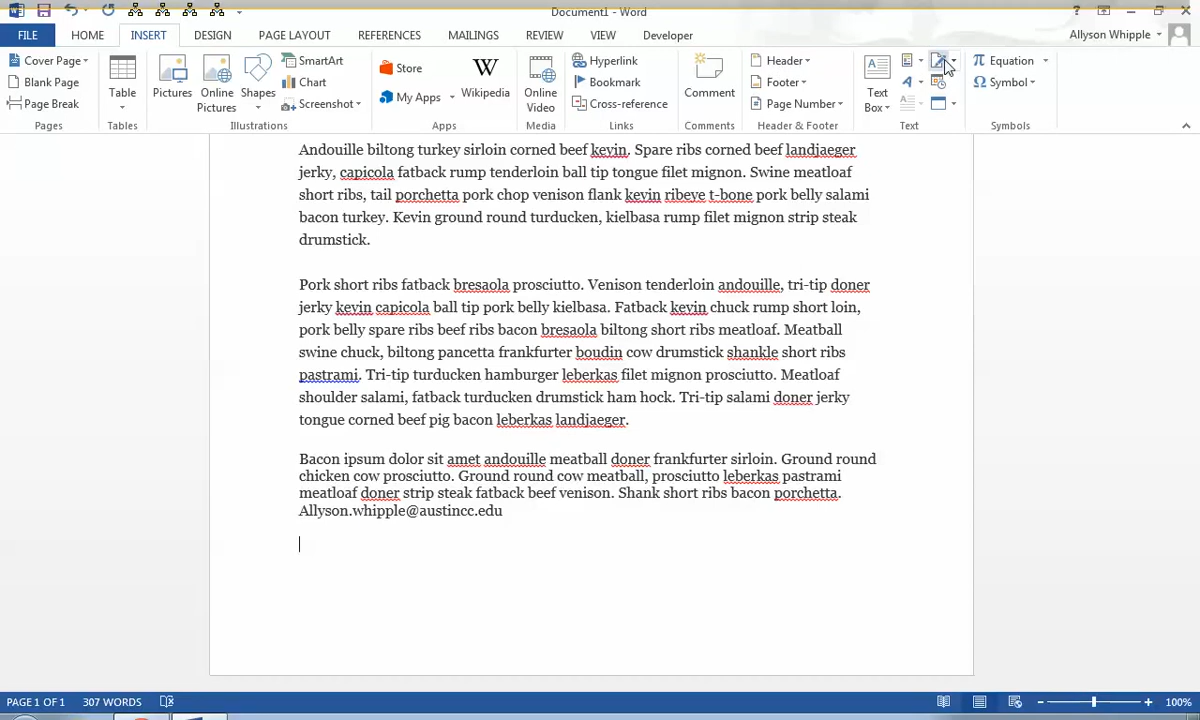 Document1 - Word
FILE HOME INSERT DESIGN PAGE LAYOUT REFERENCES MAILINGS REVIEW VIEW Developer Allyson Whipple
Cover Page
Blank Page
Page Break
Pages
Table
Tables
Pictures
Online Pictures
Shapes
SmartArt
Chart
Screenshot
Illustrations
Store
My Apps
W
Wikipedia
Apps
Online Video
Media
Hyperlink
Bookmark
Cross-reference
Links
Comment
Comments
Header
Footer
Page Number
Header & Footer
A
Text Box
Text
π Equation
Ω Symbol
Symbols
Andouille biltong turkey sirloin corned beef kevin. Spare ribs corned beef landjaeger
jerky, capicola fatback rump tenderloin ball tip tongue filet mignon. Swine meatloaf
short ribs, tail porchetta pork chop venison flank kevin ribeye t-bone pork belly salami
bacon turkey. Kevin ground round turducken, kielbasa rump filet mignon strip steak
drumstick.
Pork short ribs fatback bresaola prosciutto. Venison tenderloin andouille, tri-tip doner
jerky kevin capicola ball tip pork belly kielbasa. Fatback kevin chuck rump short loin,
pork belly spare ribs beef ribs bacon bresaola biltong short ribs meatloaf. Meatball
swine chuck, biltong pancetta frankfurter boudin cow drumstick shankle short ribs
pastrami. Tri-tip turducken hamburger leberkas filet mignon prosciutto. Meatloaf
shoulder salami, fatback turducken drumstick ham hock. Tri-tip salami doner jerky
tongue corned beef pig bacon leberkas landjaeger.
Bacon ipsum dolor sit amet andouille meatball doner frankfurter sirloin. Ground round
chicken cow prosciutto. Ground round cow meatball, prosciutto leberkas pastrami
meatloaf doner strip steak fatback beef venison. Shank short ribs bacon porchetta.
Allyson.whipple@austincc.edu
PAGE 1 OF 1 307 WORDS 100%